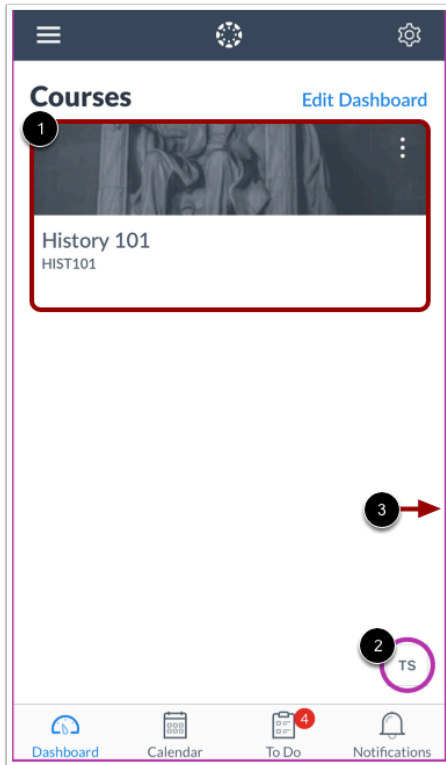 Courses
Edit Dashboard
1
History 101
HIST101
3
2
TS
4
Dashboard
Calendar
To Do
Notifications